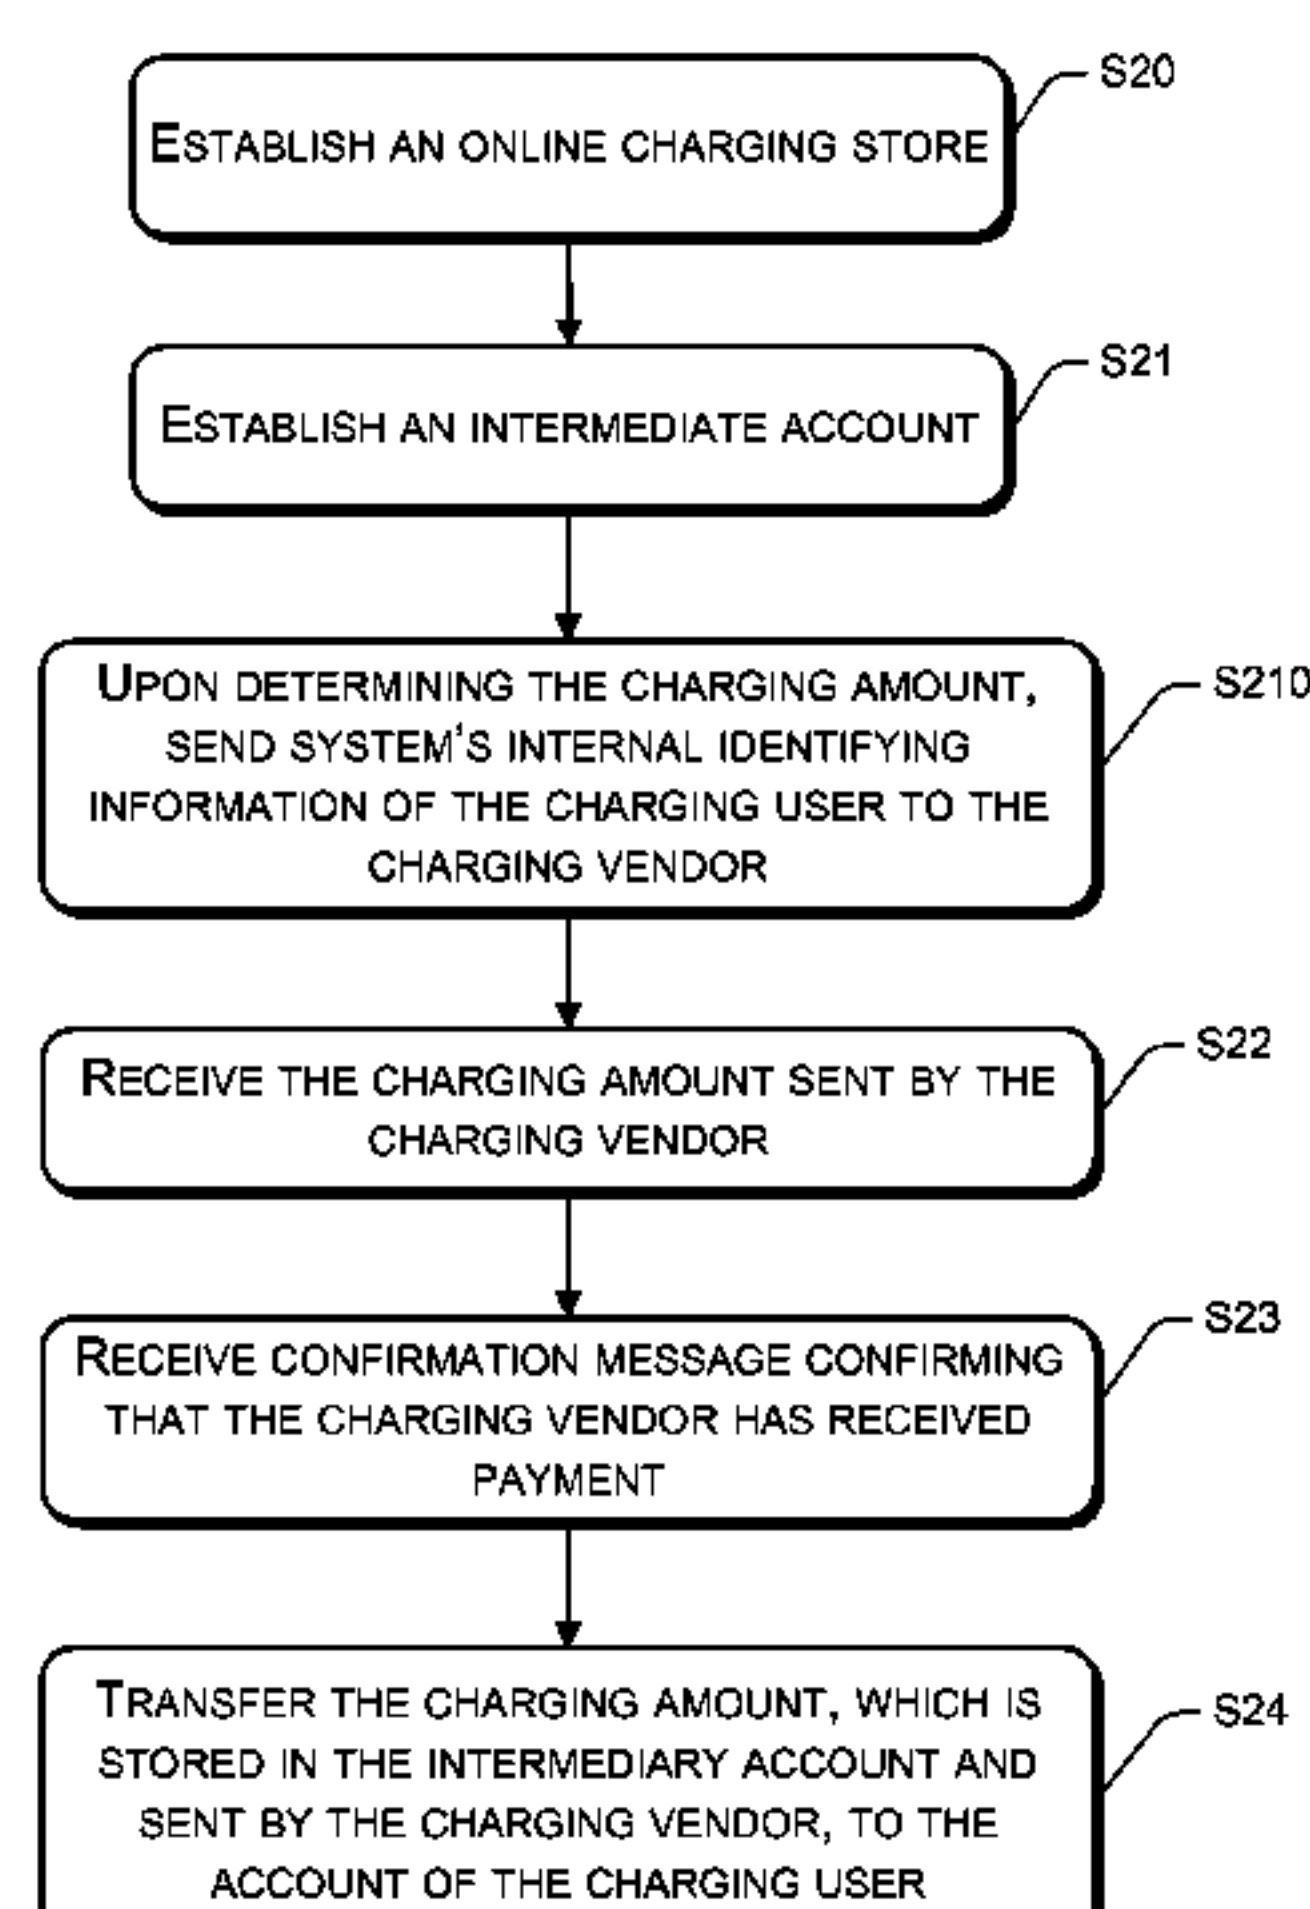 ESTABLISH AN ONLINE CHARGING STORE
S20
ESTABLISH AN INTERMEDIATE ACCOUNT
S21
UPON DETERMINING THE CHARGING AMOUNT,
SEND SYSTEM'S INTERNAL IDENTIFYING
INFORMATION OF THE CHARGING USER TO THE
CHARGING VENDOR
S210
RECEIVE THE CHARGING AMOUNT SENT BY THE
CHARGING VENDOR
S22
RECEIVE CONFIRMATION MESSAGE CONFIRMING
THAT THE CHARGING VENDOR HAS RECEIVED
PAYMENT
S23
TRANSFER THE CHARGING AMOUNT, WHICH IS
STORED IN THE INTERMEDIARY ACCOUNT AND
SENT BY THE CHARGING VENDOR, TO THE
ACCOUNT OF THE CHARGING USER
S24